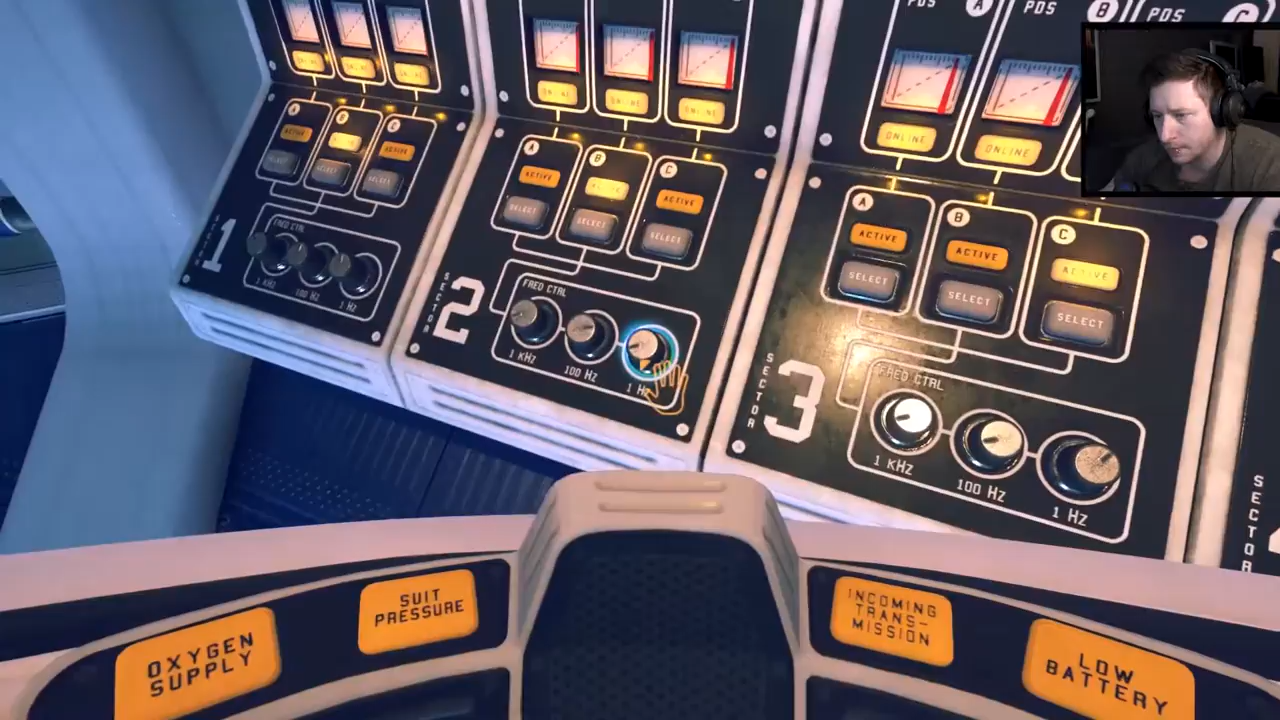 PDS A
PDS B
PDS C
ONLINE ONLINE ONLINE
ONLINE ONLINE ONLINE
ONLINE ONLINE
A B C
ACTIVE ACTIVE
SELECT SELECT SELECT
FREQ CTRL
1 KHz 100 Hz 1 Hz
1
A B C
ACTIVE ACTIVE ACTIVE
SELECT SELECT SELECT
SECTOR
2
FREQ CTRL
1 KHz 100 Hz 1 Hz
A B C
ACTIVE ACTIVE ACTIVE
SELECT SELECT SELECT
SECTOR
3
FREQ CTRL
1 KHz 100 Hz 1 Hz
SECTOR
OXYGEN
SUPPLY
SUIT
PRESSURE
INCOMING
TRANS-
MISSION
LOW
BATTERY